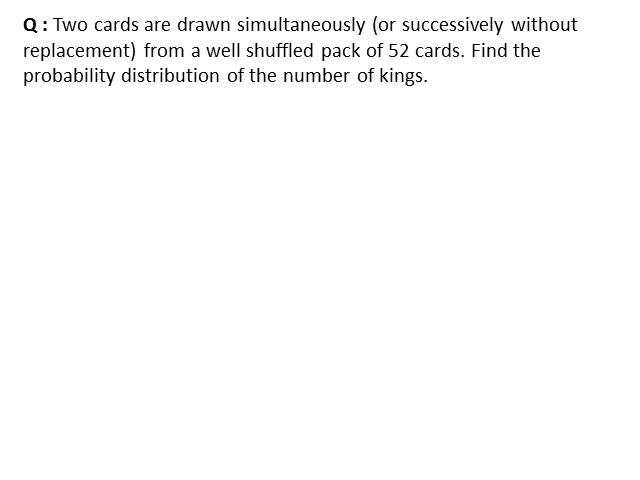 Q : Two cards are drawn simultaneously (or successively without
replacement) from a well shuffled pack of 52 cards. Find the
probability distribution of the number of kings.